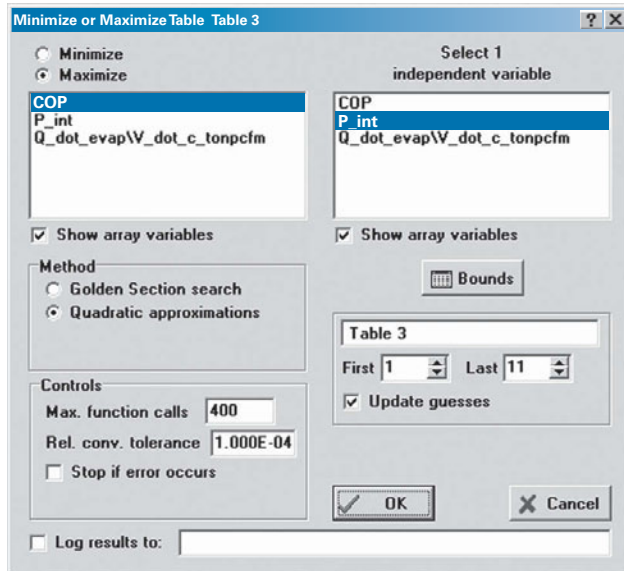 Minimize or Maximize Table Table 3
Minimize
Maximize
Select 1
independent variable
COP
P_int
Q_dot_evap\V_dot_c_tonpcfm
COP
P_int
Q_dot_evap\V_dot_c_tonpcfm
Show array variables
Show array variables
Method
Golden Section search
Quadratic approximations
Bounds
Table 3
First 1 Last 11
Update guesses
Controls
Max. function calls 400
Rel. conv. tolerance 1.000E-04
Stop if error occurs
OK
Cancel
Log results to: